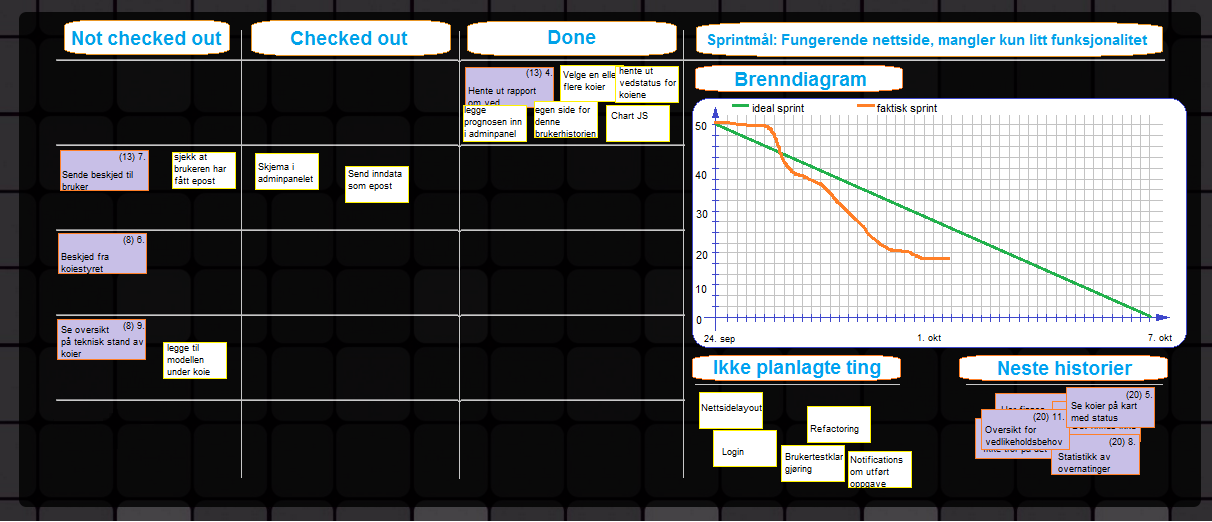 Not checked out
Checked out
Done
Sprintmål: Fungerende nettside, mangler kun litt funksjonalitet
(13) 4.
Hente ut rapport
om ved
Velge en elle
flere koier
hente ut
vedstatus for
koiene
legge
prognosen inn
i adminpanel
egen side for
denne
brukerhistorien
Chart JS
(13) 7.
Sende beskjed til
bruker
sjekk at
brukeren har
fått epost
Skjema i
adminpanelet
Send inndata
som epost
(8) 6.
Beskjed fra
koiestyret
(8) 9.
Se oversikt
på teknisk stand av
koier
legge til
modellen
under koie
Brenndiagram
ideal sprint
faktisk sprint
50
40
30
20
10
0
24. sep
1. okt
7. okt
Ikke planlagte ting
Nettsidelayout
Login
Refactoring
Brukertestklar
gjøring
Notifications
om utført
oppgave
Neste historier
(20) 5.
Se koier på kart
med status
(20) 11.
Oversikt for
vedlikeholdsbehov
(20) 8.
Statistikk av
overnatinger